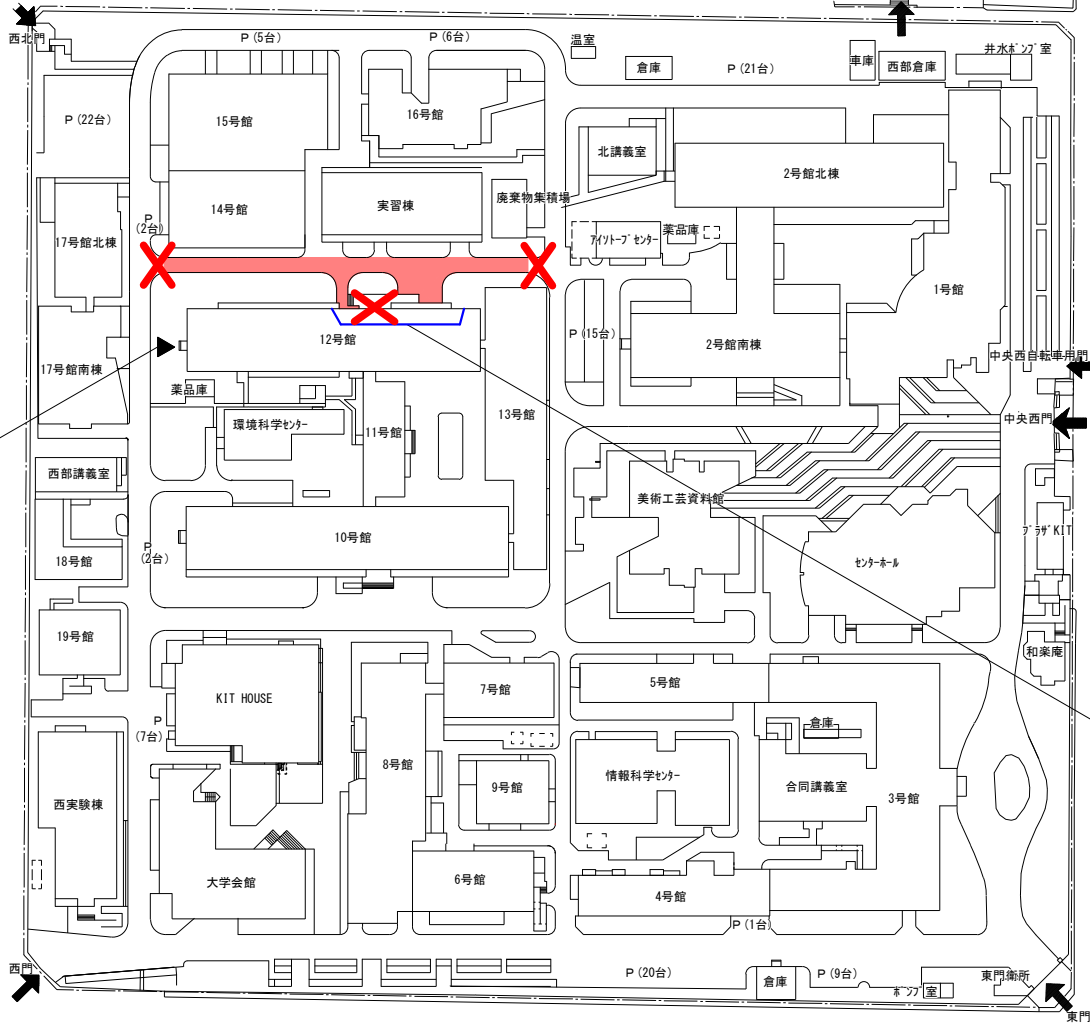 西北門
P (5台)
P (6台)
温室
倉庫
P (21台)
車庫
西部倉庫
井水ポンプ室
P (22台)
15号館
16号館
北講義室
2号館北棟
14号館
実習棟
廃棄物集積場
P
(2台)
17号館北棟
アイソトープセンター
薬品庫
1号館
12号館
P (15台)
2号館南棟
中央西自転車用門
17号館南棟
薬品庫
環境科学センター
11号館
13号館
中央西門
西部講義室
美術工芸資料館
10号館
P
(2台)
18号館
センターホール
プラザKIT
19号館
和楽庵
KIT HOUSE
7号館
5号館
P
(7台)
倉庫
8号館
9号館
情報科学センター
合同講義室
3号館
西実験棟
大学会館
6号館
4号館
P (1台)
西門
P (20台)
倉庫
P (9台)
ポンプ室
東門衛所
東門